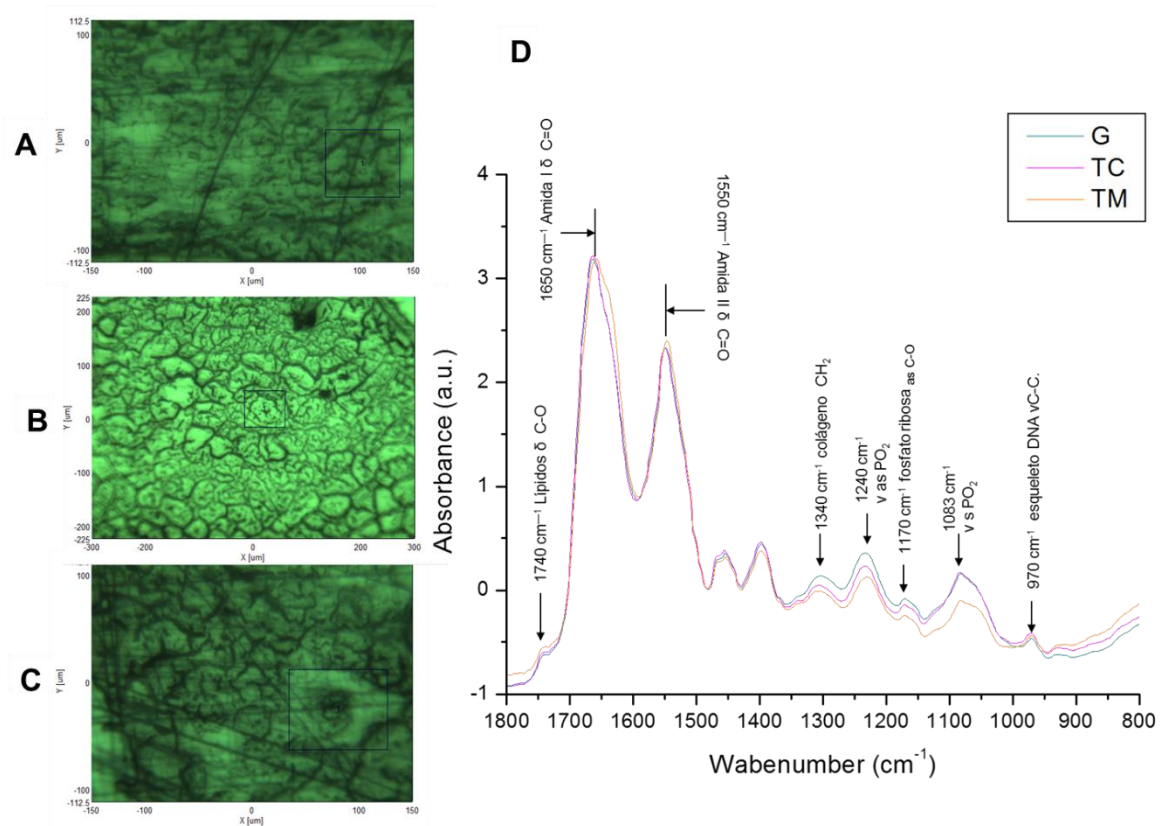 A
112.5
100
0
-100
-112.5
Y [um]
-150
-100
0
100
150
X [um]
B
225
200
100
0
-100
-200
-225
Y [um]
-300
-200
-100
0
100
200
300
X [um]
C
112.5
100
0
-100
-112.5
Y [um]
-150
-100
0
100
150
X [um]
D
G
TC
TM
4
3
2
1
0
-1
Absorbance (a.u.)
1740 cm—1 Lípidos δ C-O
1650 cm—1 Amida I δ C=O
1550 cm—1 Amida II δ C=O
1340 cm-1 colágeno CH2
1240 cm-1
v as PO2
1170 cm-1 fosfato ribosa as C-O
1083 cm-1
v s PO2
970 cm-1 esqueleto DNA vC-C.
1800
1700
1600
1500
1400
1300
1200
1100
1000
900
800
Wabenumber (cm-1)